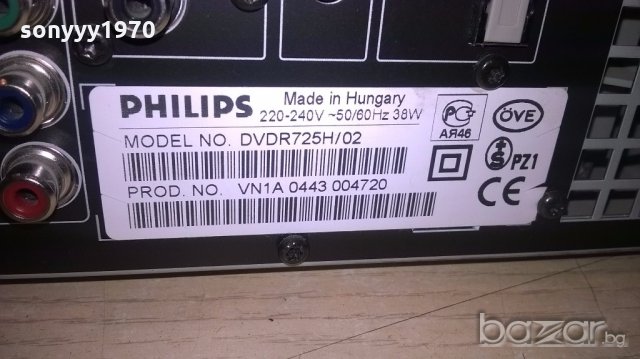 sonyyy1970
PHILIPS
Made in Hungary
220-240V ~50/60Hz 38W
MODEL NO. DVDR725H/02
PROD. NO. VN1A 0443 004720
АЯ46
ÖVE
PZ1
CE
bazar.bg